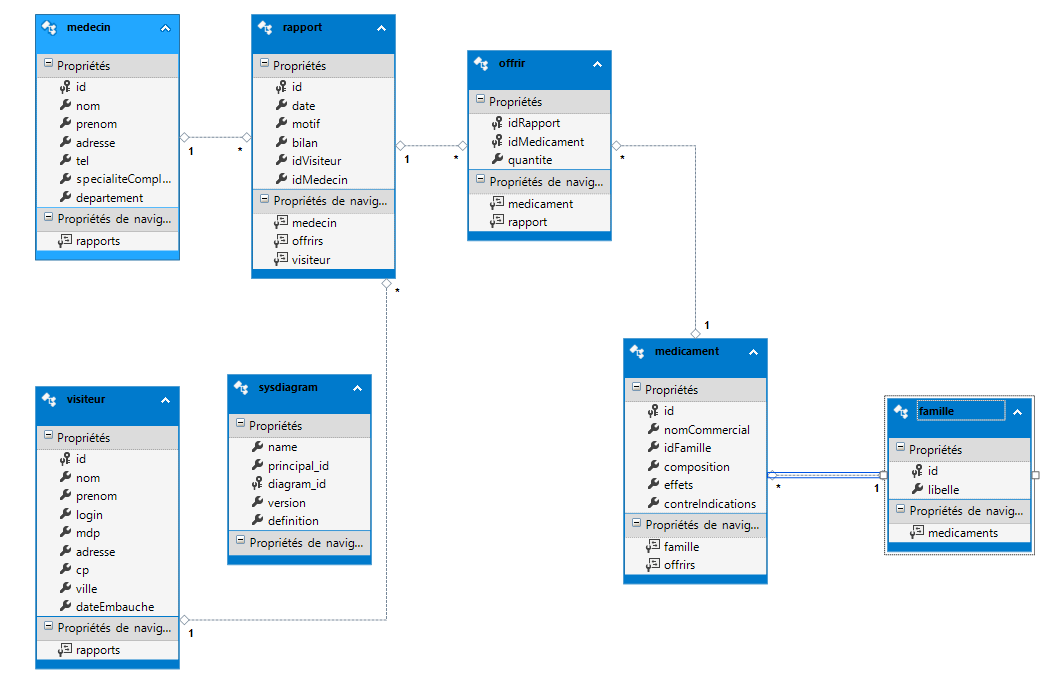 medecin
Propriétés
id
nom
prenom
adresse
tel
specialiteCompl...
departement
Propriétés de navig...
rapports
1
*
rapport
Propriétés
id
date
motif
bilan
idVisiteur
idMedecin
Propriétés de navig...
medecin
offrirs
visiteur
1
*
*
offrir
Propriétés
idRapport
idMedicament
quantite
Propriétés de navig...
medicament
rapport
*
1
visiteur
Propriétés
id
nom
prenom
login
mdp
adresse
cp
ville
dateEmbauche
Propriétés de navig...
rapports
1
sysdiagram
Propriétés
name
principal_id
diagram_id
version
definition
Propriétés de navig...
medicament
Propriétés
id
nomCommercial
idFamille
composition
effets
contreIndications
Propriétés de navig...
famille
offrirs
*
1
famille
Propriétés
id
libelle
Propriétés de navig...
medicaments